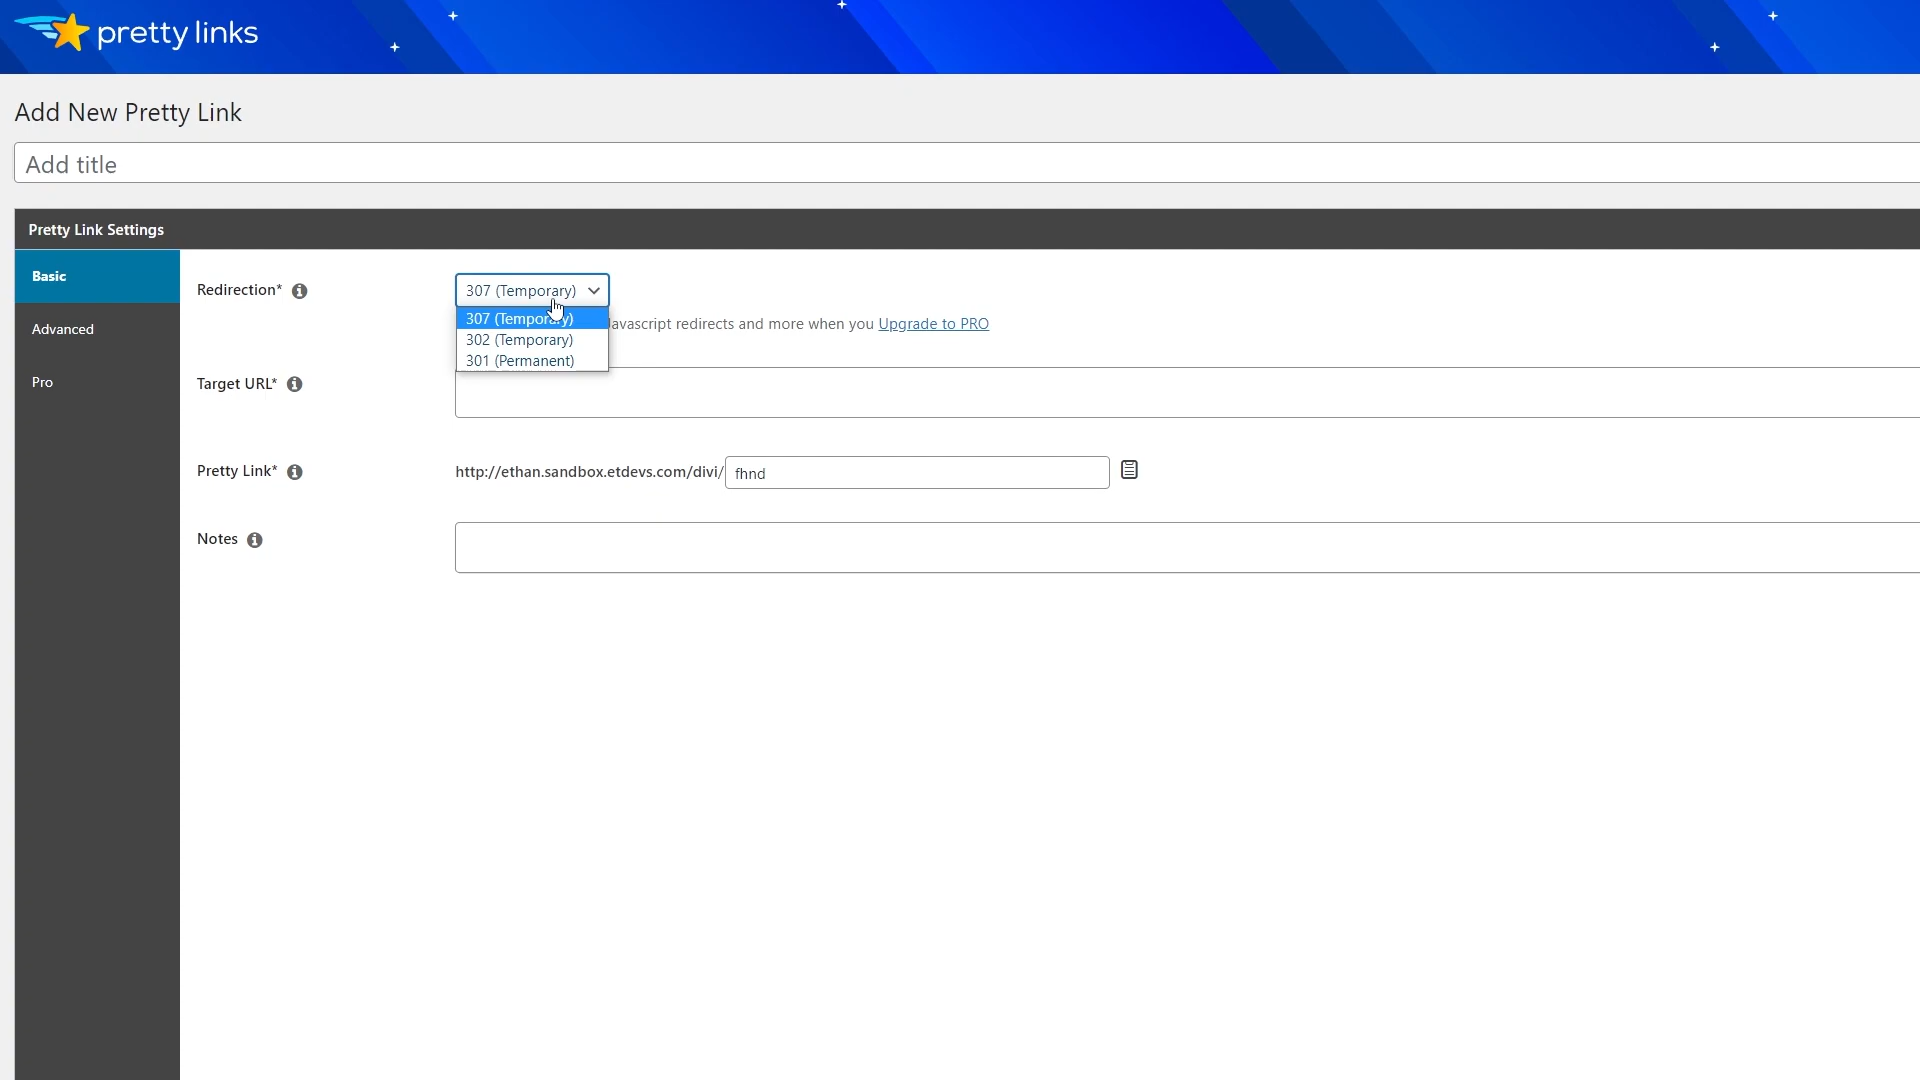 pretty links
Add New Pretty Link
Add title
Pretty Link Settings
Basic
Advanced
Pro
Redirection*
307 (Temporary)
307 (Temporary)
302 (Temporary)
301 (Permanent)
Javascript redirects and more when you Upgrade to PRO
Target URL*
Pretty Link*
http://ethan.sandbox.etdevs.com/divi/ fhnd
Notes